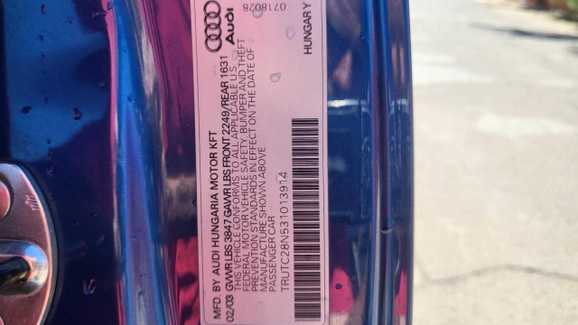 MFD. BY AUDI HUNGARIA MOTOR KFT
02/03 GVWR LBS 3847 GAWR LBS FRONT 2249/REAR 1631
THIS VEHICLE CONFORMS TO ALL APPLICABLE U.S.
FEDERAL MOTOR VEHICLE SAFETY, BUMPER AND THEFT
PREVENTION STANDARDS IN EFFECT ON THE DATE OF
MANUFACTURE SHOWN ABOVE
PASSENGER CAR
TRUTC28N531013914
Audi
0718028
HUNGARY